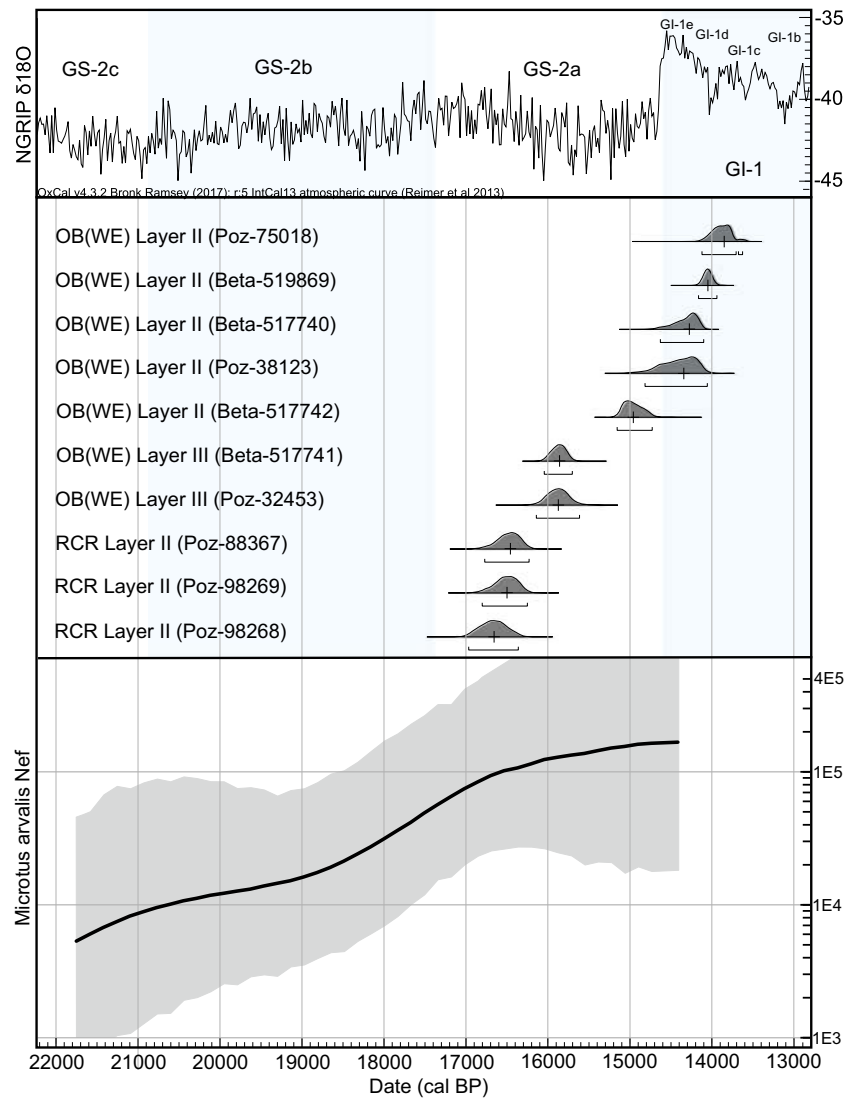 -35
GI-1e
GI-1d
GI-1b
GI-1c
GS-2c
GS-2b
GS-2a
-40
NGRIP δ18O
GI-1
-45
OxCal v4.3.2 Bronk Ramsey (2017): r:5 IntCal13 atmospheric curve (Reimer et al 2013)
OB(WE) Layer II (Poz-75018)
OB(WE) Layer II (Beta-519869)
OB(WE) Layer II (Beta-517740)
OB(WE) Layer II (Poz-38123)
OB(WE) Layer II (Beta-517742)
OB(WE) Layer III (Beta-517741)
OB(WE) Layer III (Poz-32453)
RCR Layer II (Poz-88367)
RCR Layer II (Poz-98269)
RCR Layer II (Poz-98268)
4E5
1E5
Microtus arvalis Nef
1E4
1E3
22000 21000 20000 19000 18000 17000 16000 15000 14000 13000
Date (cal BP)